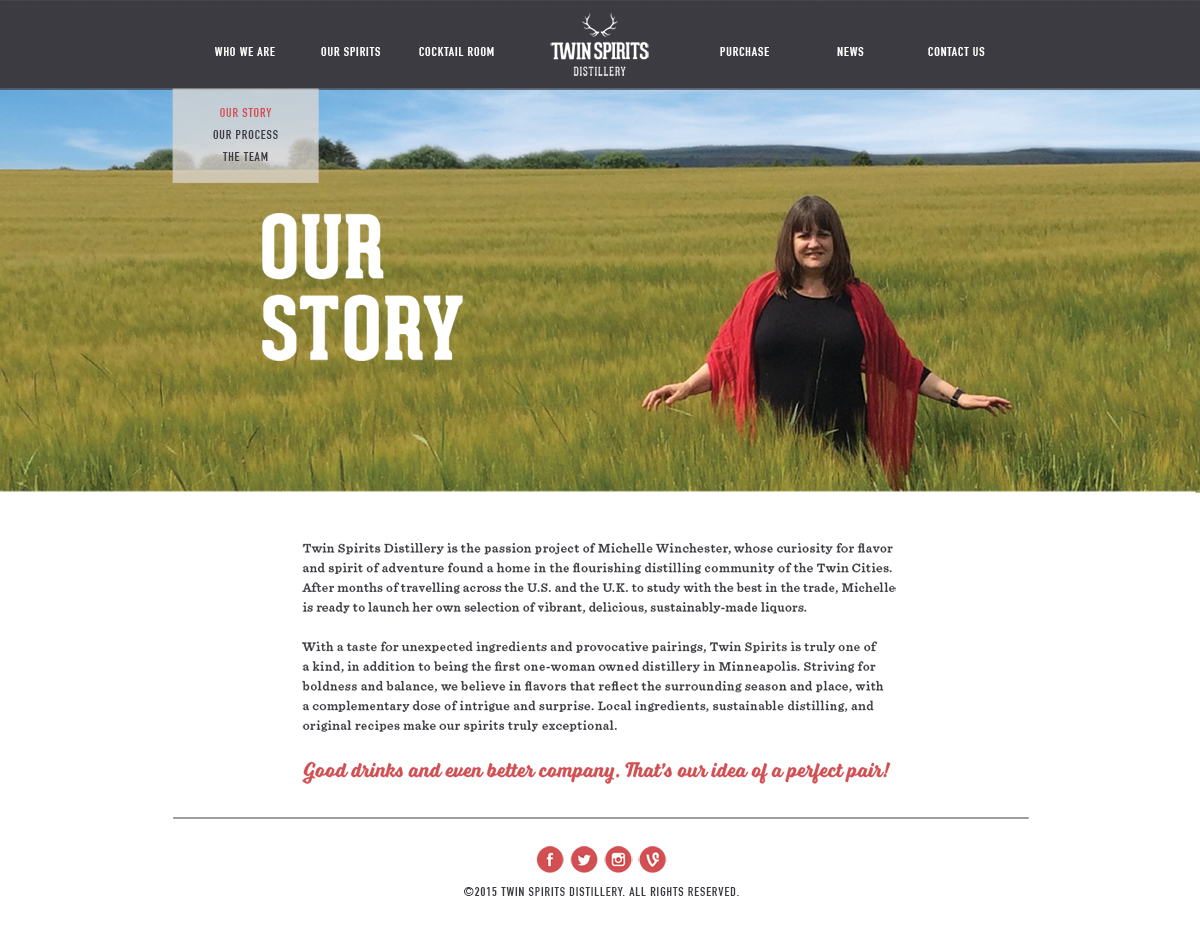 WHO WE ARE
OUR SPIRITS
COCKTAIL ROOM
TWIN SPIRITS
DISTILLERY
PURCHASE
NEWS
CONTACT US
OUR STORY
OUR PROCESS
THE TEAM
OUR
STORY
Twin Spirits Distillery is the passion project of Michelle Winchester, whose curiosity for flavor
and spirit of adventure found a home in the flourishing distilling community of the Twin Cities.
After months of travelling across the U.S. and the U.K. to study with the best in the trade, Michelle
is ready to launch her own selection of vibrant, delicious, sustainably-made liquors.
With a taste for unexpected ingredients and provocative pairings, Twin Spirits is truly one of
a kind, in addition to being the first one-woman owned distillery in Minneapolis. Striving for
boldness and balance, we believe in flavors that reflect the surrounding season and place, with
a complementary dose of intrigue and surprise. Local ingredients, sustainable distilling, and
original recipes make our spirits truly exceptional.
Good drinks and even better company. That's our idea of a perfect pair!
©2015 TWIN SPIRITS DISTILLERY. ALL RIGHTS RESERVED.